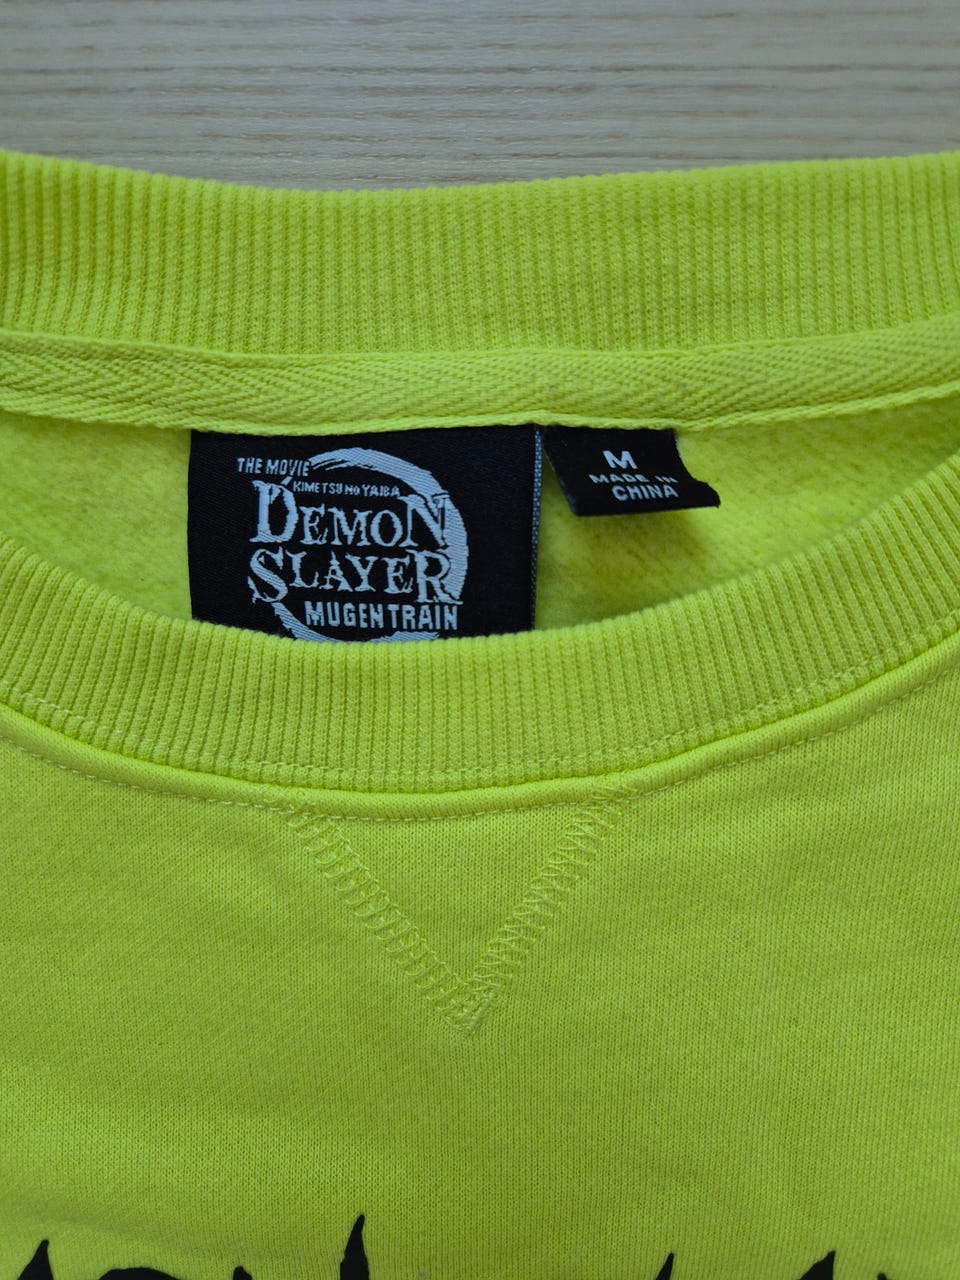 THE MOVIE
KIMETSU NO YAIBA
DEMON
SLAYER
MUGEN TRAIN
M
MADE IN
CHINA